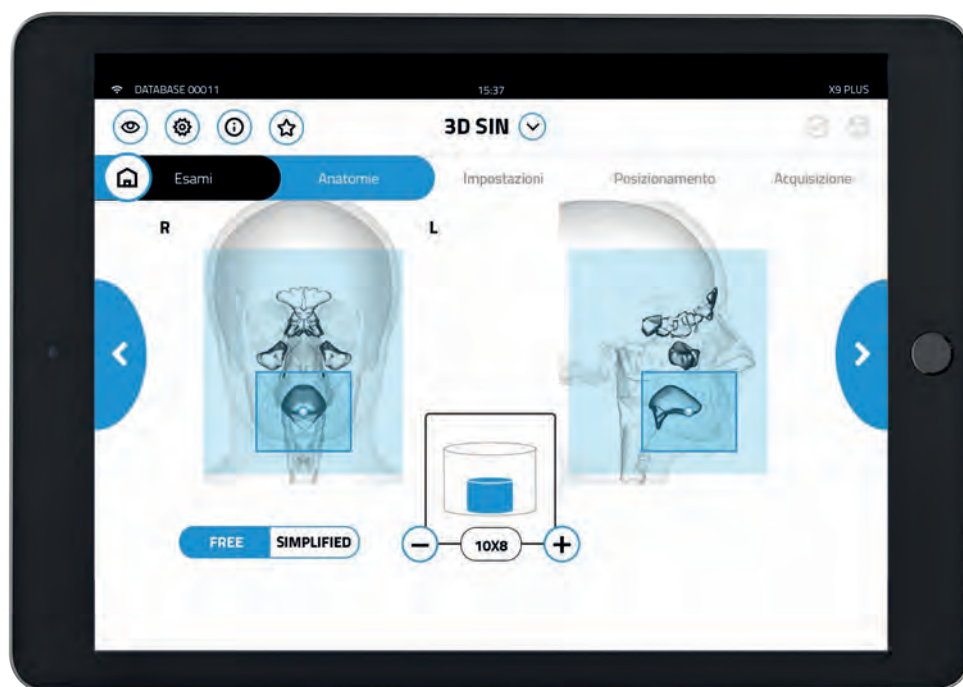 DATABASE 00011 15:37 X9 PLUS
3D SIN
Esami Anatomie Impostazioni Posizionamento Acquisizione
R L
FREE SIMPLIFIED 10X8